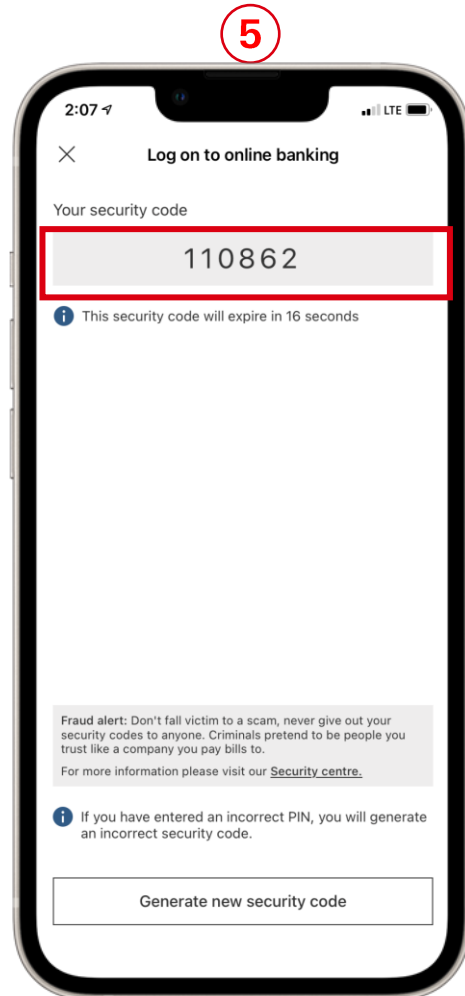 5
2:07 LTE
Log on to online banking
Your security code
110862
This security code will expire in 16 seconds
Fraud alert: Don't fall victim to a scam, never give out your
security codes to anyone. Criminals pretend to be people you
trust like a company you pay bills to.
For more information please visit our Security centre.
If you have entered an incorrect PIN, you will generate
an incorrect security code.
Generate new security code